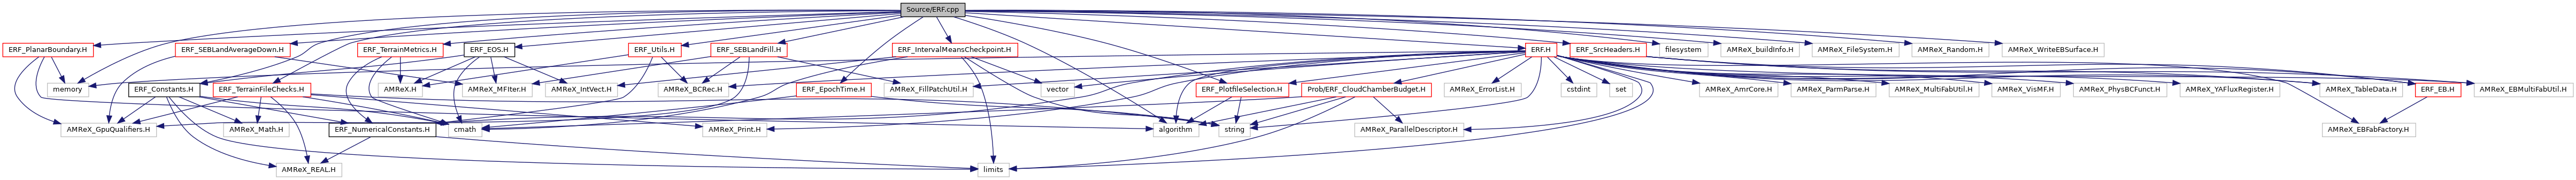 Source/ERF.cpp
ERF_PlanarBoundary.H
ERF_SEBLandAverageDown.H
ERF_TerrainMetrics.H
ERF_EOS.H
ERF_Utils.H
ERF_SEBLandFill.H
ERF_IntervalMeansCheckpoint.H
ERF.H
ERF_SrcHeaders.H
filesystem
AMReX_buildInfo.H
AMReX_FileSystem.H
AMReX_Random.H
AMReX_WriteEBSurface.H
memory
ERF_Constants.H
ERF_TerrainFileChecks.H
AMReX.H
AMReX_MFIter.H
AMReX_IntVect.H
AMReX_BCRec.H
ERF_EpochTime.H
AMReX_FillPatchUtil.H
vector
ERF_PlotfileSelection.H
Prob/ERF_CloudChamberBudget.H
AMReX_ErrorList.H
cstdint
set
AMReX_AmrCore.H
AMReX_ParmParse.H
AMReX_MultiFabUtil.H
AMReX_VisMF.H
AMReX_PhysBCFunct.H
AMReX_YAFluxRegister.H
AMReX_TableData.H
ERF_EB.H
AMReX_EBMultiFabUtil.H
AMReX_GpuQualifiers.H
AMReX_Math.H
ERF_NumericalConstants.H
cmath
AMReX_Print.H
algorithm
string
AMReX_ParallelDescriptor.H
AMReX_EBFabFactory.H
AMReX_REAL.H
limits